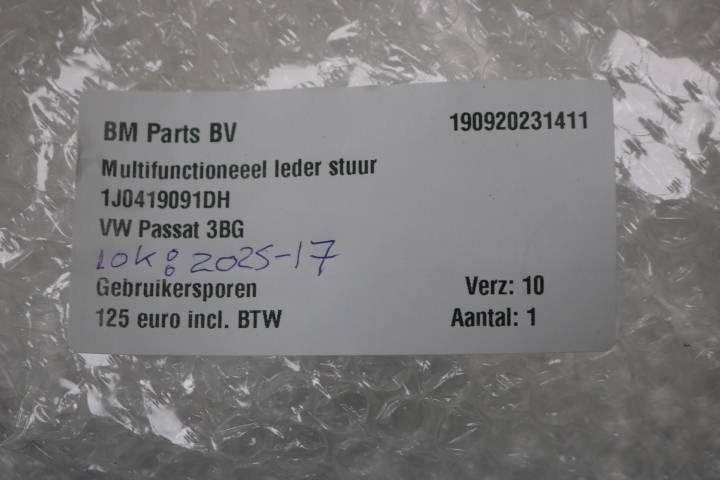 BM Parts BV 190920231411
Multifunctioneeel leder stuur
1J0419091DH
VW Passat 3BG
Lok: 2025-17
Gebruikersporen Verz: 10
125 euro incl. BTW Aantal: 1